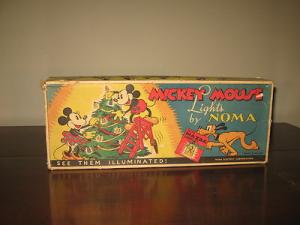 MICKEY MOUSE
Lights
by NOMA
SEE THEM ILLUMINATED!